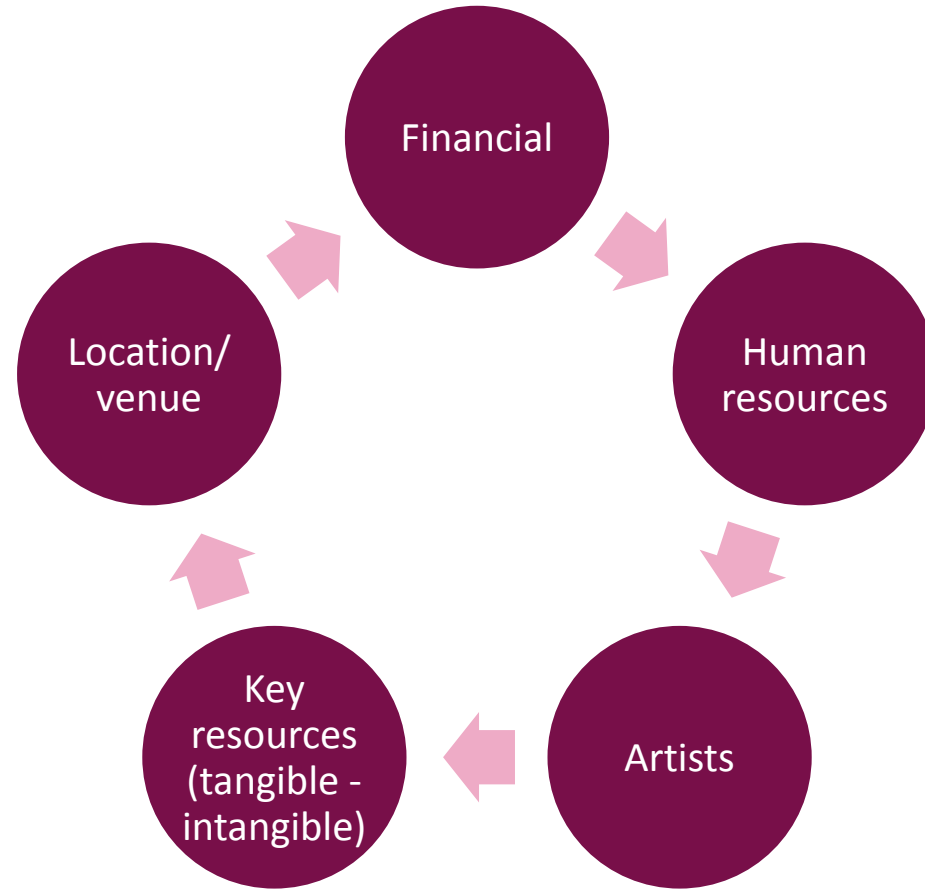 Financial
Human
resources
Artists
Key
resources
(tangible -
intangible)
Location/
venue